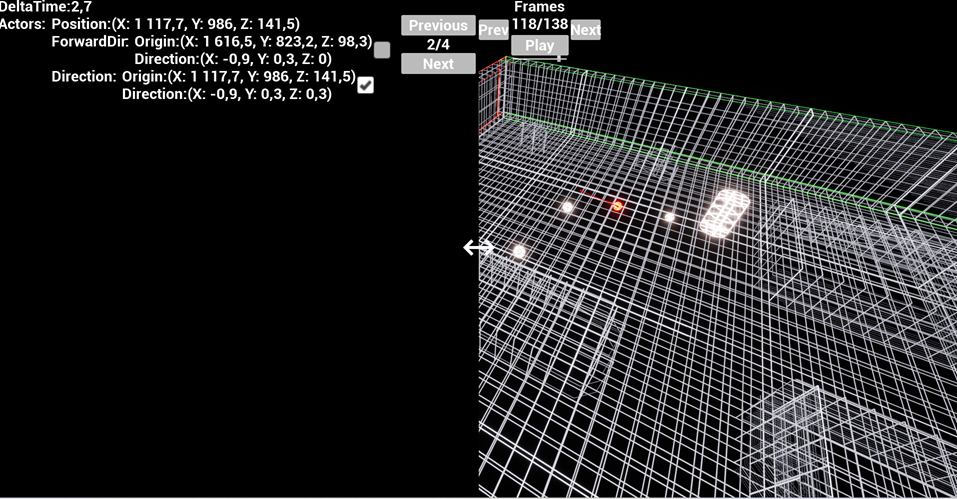 DeltaTime:2,7
Actors: Position:(X: 1 117,7, Y: 986, Z: 141,5)
ForwardDir: Origin:(X: 1 616,5, Y: 823,2, Z: 98,3)
Direction:(X: -0,9, Y: 0,3, Z: 0)
Direction: Origin:(X: 1 117,7, Y: 986, Z: 141,5)
Direction:(X: -0,9, Y: 0,3, Z: 0,3)
Previous
2/4
Next
Frames
Prev 118/138 Next
Play